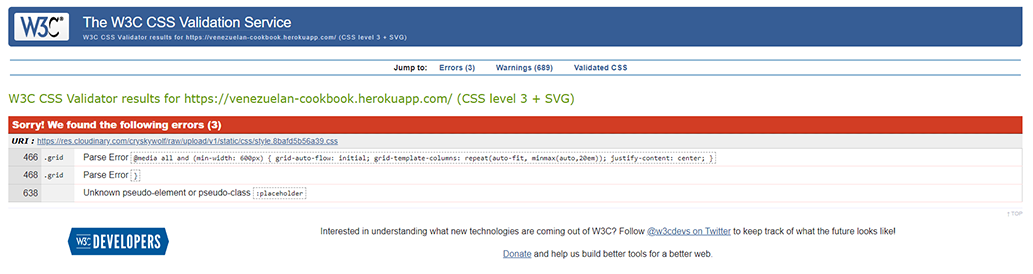 W3C® The W3C CSS Validation Service
W3C CSS Validator results for https://venezuelan-cookbook.herokuapp.com/ (CSS level 3 + SVG)
Jump to: Errors (3) Warnings (689) Validated CSS
W3C CSS Validator results for https://venezuelan-cookbook.herokuapp.com/ (CSS level 3 + SVG)
Sorry! We found the following errors (3)
URI : https://res.cloudinary.com/cryskywolf/raw/upload/v1/static/css/style.8bafd5b56a39.css
466 .grid Parse Error @media all and (min-width: 600px) { grid-auto-flow: initial; grid-template-columns: repeat(auto-fit, minmax(auto,20em)); justify-content: center; }
468 .grid Parse Error }
638 Unknown pseudo-element or pseudo-class :placeholder
↑TOP
W3C DEVELOPERS
Interested in understanding what new technologies are coming out of W3C? Follow @w3cdevs on Twitter to keep track of what the future looks like!
Donate and help us build better tools for a better web.